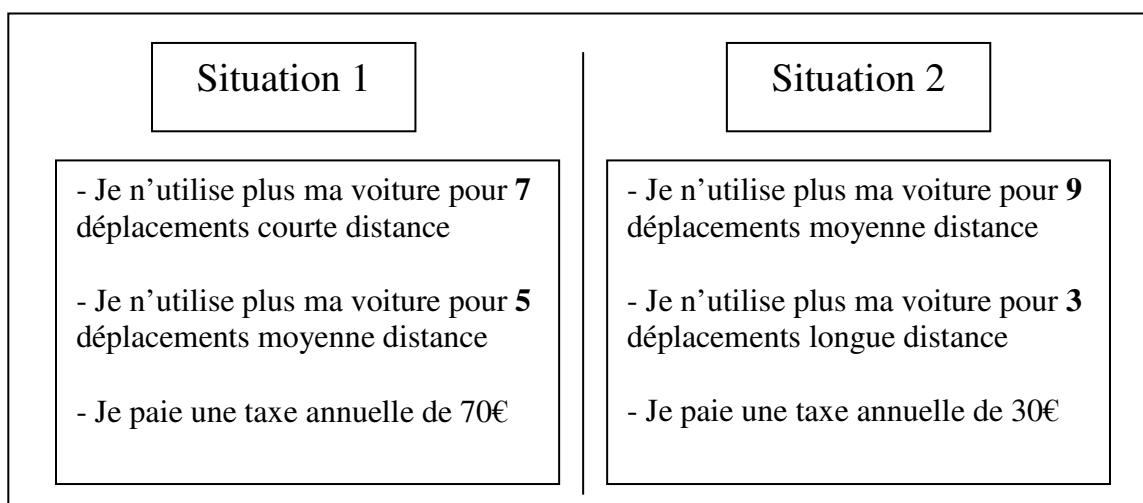 Situation 1
- Je n’utilise plus ma voiture pour 7
déplacements courte distance
- Je n’utilise plus ma voiture pour 5
déplacements moyenne distance
- Je paie une taxe annuelle de 70€
Situation 2
- Je n’utilise plus ma voiture pour 9
déplacements moyenne distance
- Je n’utilise plus ma voiture pour 3
déplacements longue distance
- Je paie une taxe annuelle de 30€